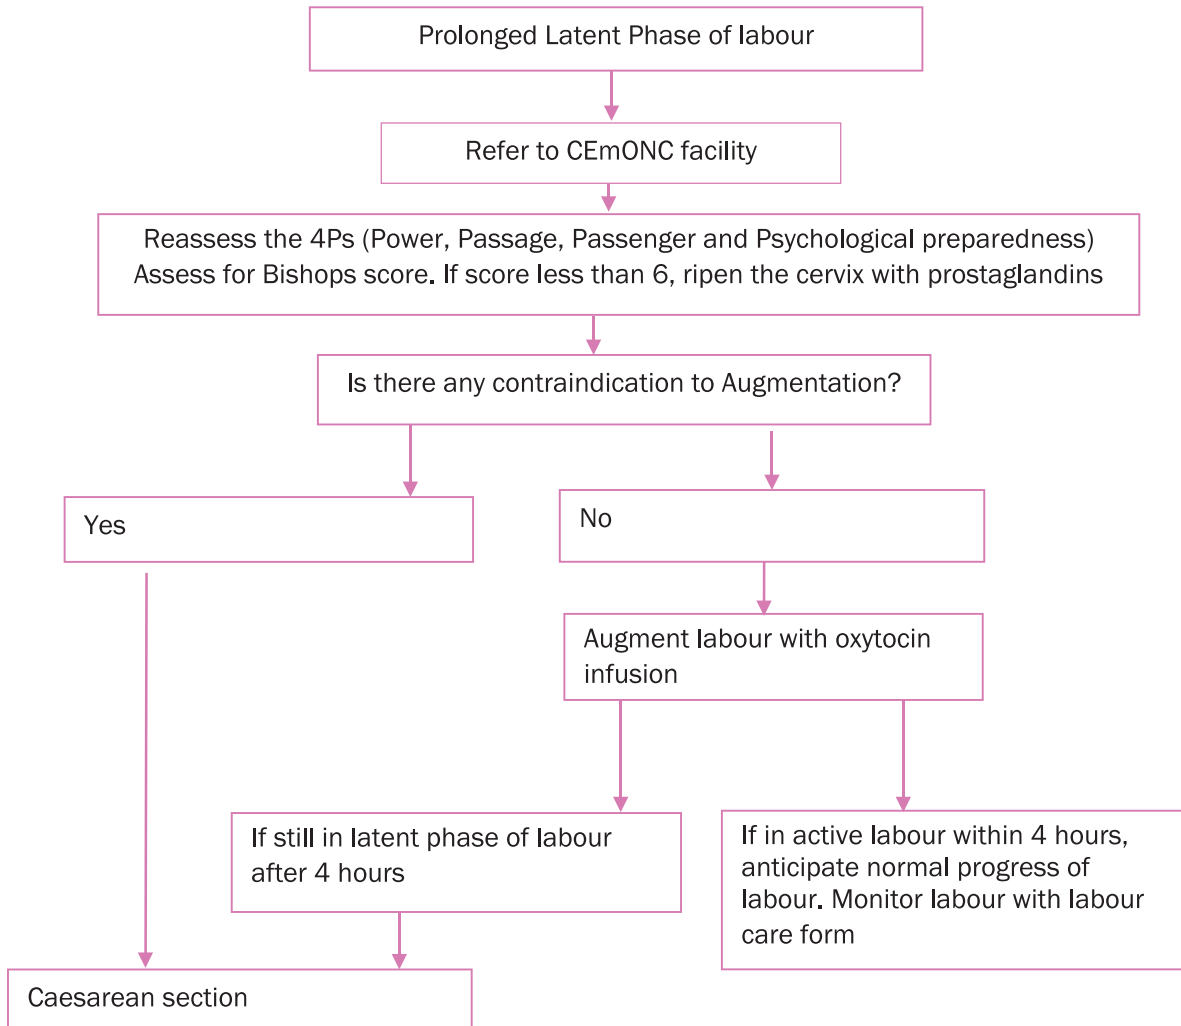 Prolonged Latent Phase of labour
Refer to CEmONC facility
Reassess the 4Ps (Power, Passage, Passenger and Psychological preparedness)
Assess for Bishops score. If score less than 6, ripen the cervix with prostaglandins
Is there any contraindication to Augmentation?
Yes
No
Augment labour with oxytocin
infusion
If still in latent phase of labour
after 4 hours
If in active labour within 4 hours,
anticipate normal progress of
labour. Monitor labour with labour
care form
Caesarean section